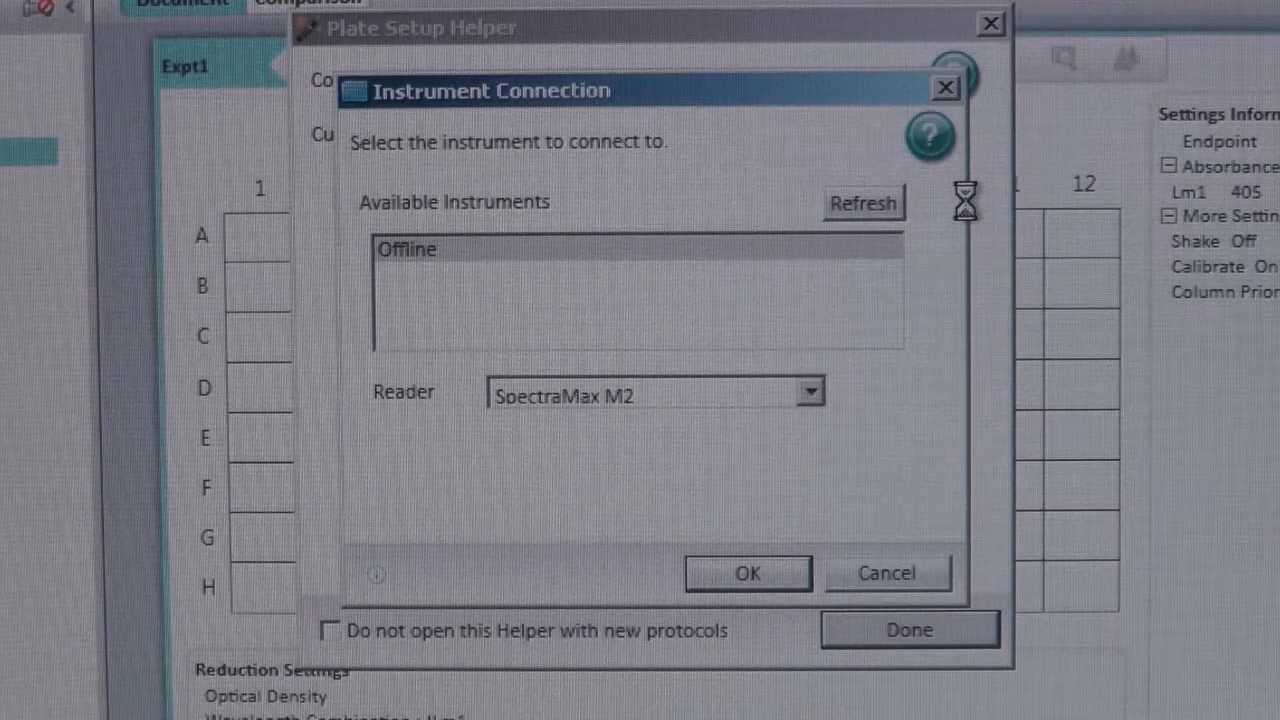 Document Comparison
Plate Setup Helper
Expt1
Co
Instrument Connection
Cu
Select the instrument to connect to.
Available Instruments
Refresh
Offline
Reader
SpectraMax M2
OK
Cancel
Do not open this Helper with new protocols
Done
1
12
A
B
C
D
E
F
G
H
Settings Inform
Endpoint
Absorbance
Lm1 405
More Settin
Shake Off
Calibrate On
Column Prior
Reduction Settings
Optical Density